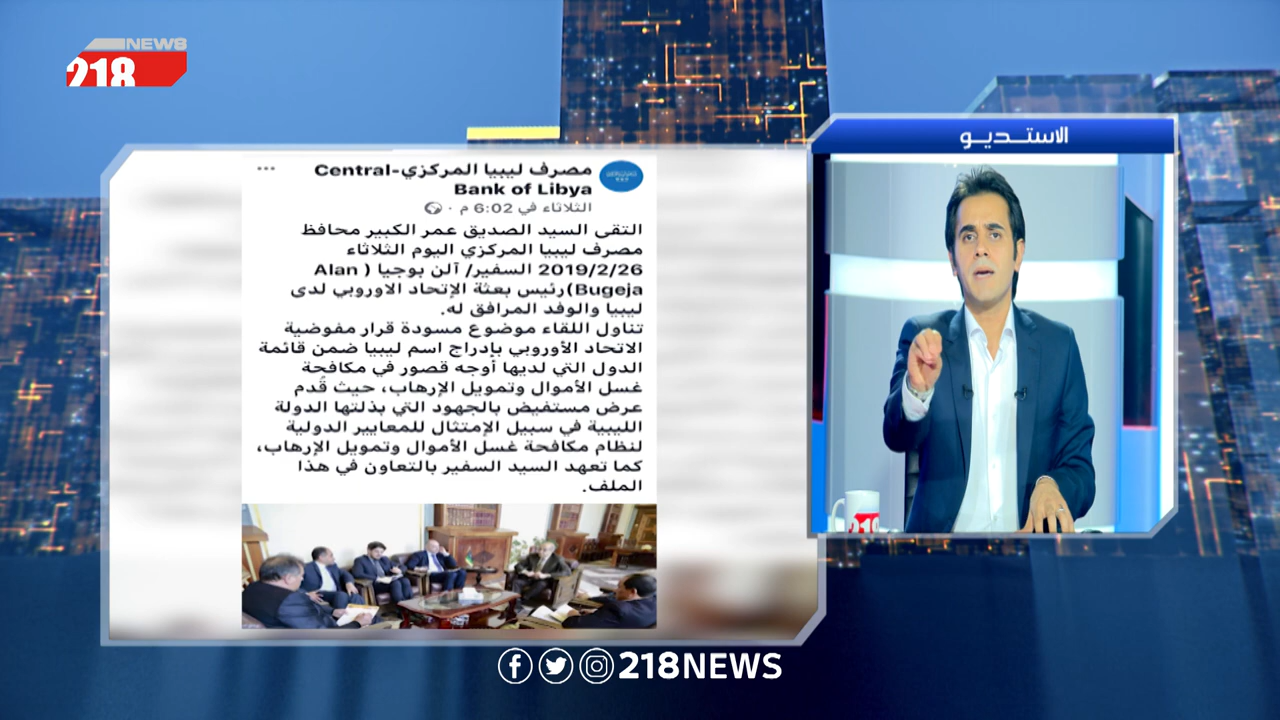 NEWS
218
الاستديو
مصرف ليبيا المركزي-Central
Bank of Libya
الثلاثاء في 6:02 م ·
التقى السيد الصديق عمر الكبير محافظ
مصرف ليبيا المركزي اليوم الثلاثاء
2019/2/26 السفير/ آلن بوجيا ( Alan
Bugeja)رئيس بعثة الإتحاد الاوروبي لدى
ليبيا والوفد المرافق له.
تناول اللقاء موضوع مسودة قرار مفوضية
الاتحاد الأوروبي بإدراج اسم ليبيا ضمن قائمة
الدول التي لديها أوجه قصور في مكافحة
غسل الأموال وتمويل الإرهاب، حيث قُدم
عرض مستفيض بالجهود التي بذلتها الدولة
الليبية في سبيل الإمتثال للمعايير الدولية
لنظام مكافحة غسل الأموال وتمويل الإرهاب،
كما تعهد السيد السفير بالتعاون في هذا
الملف.
218
218NEWS